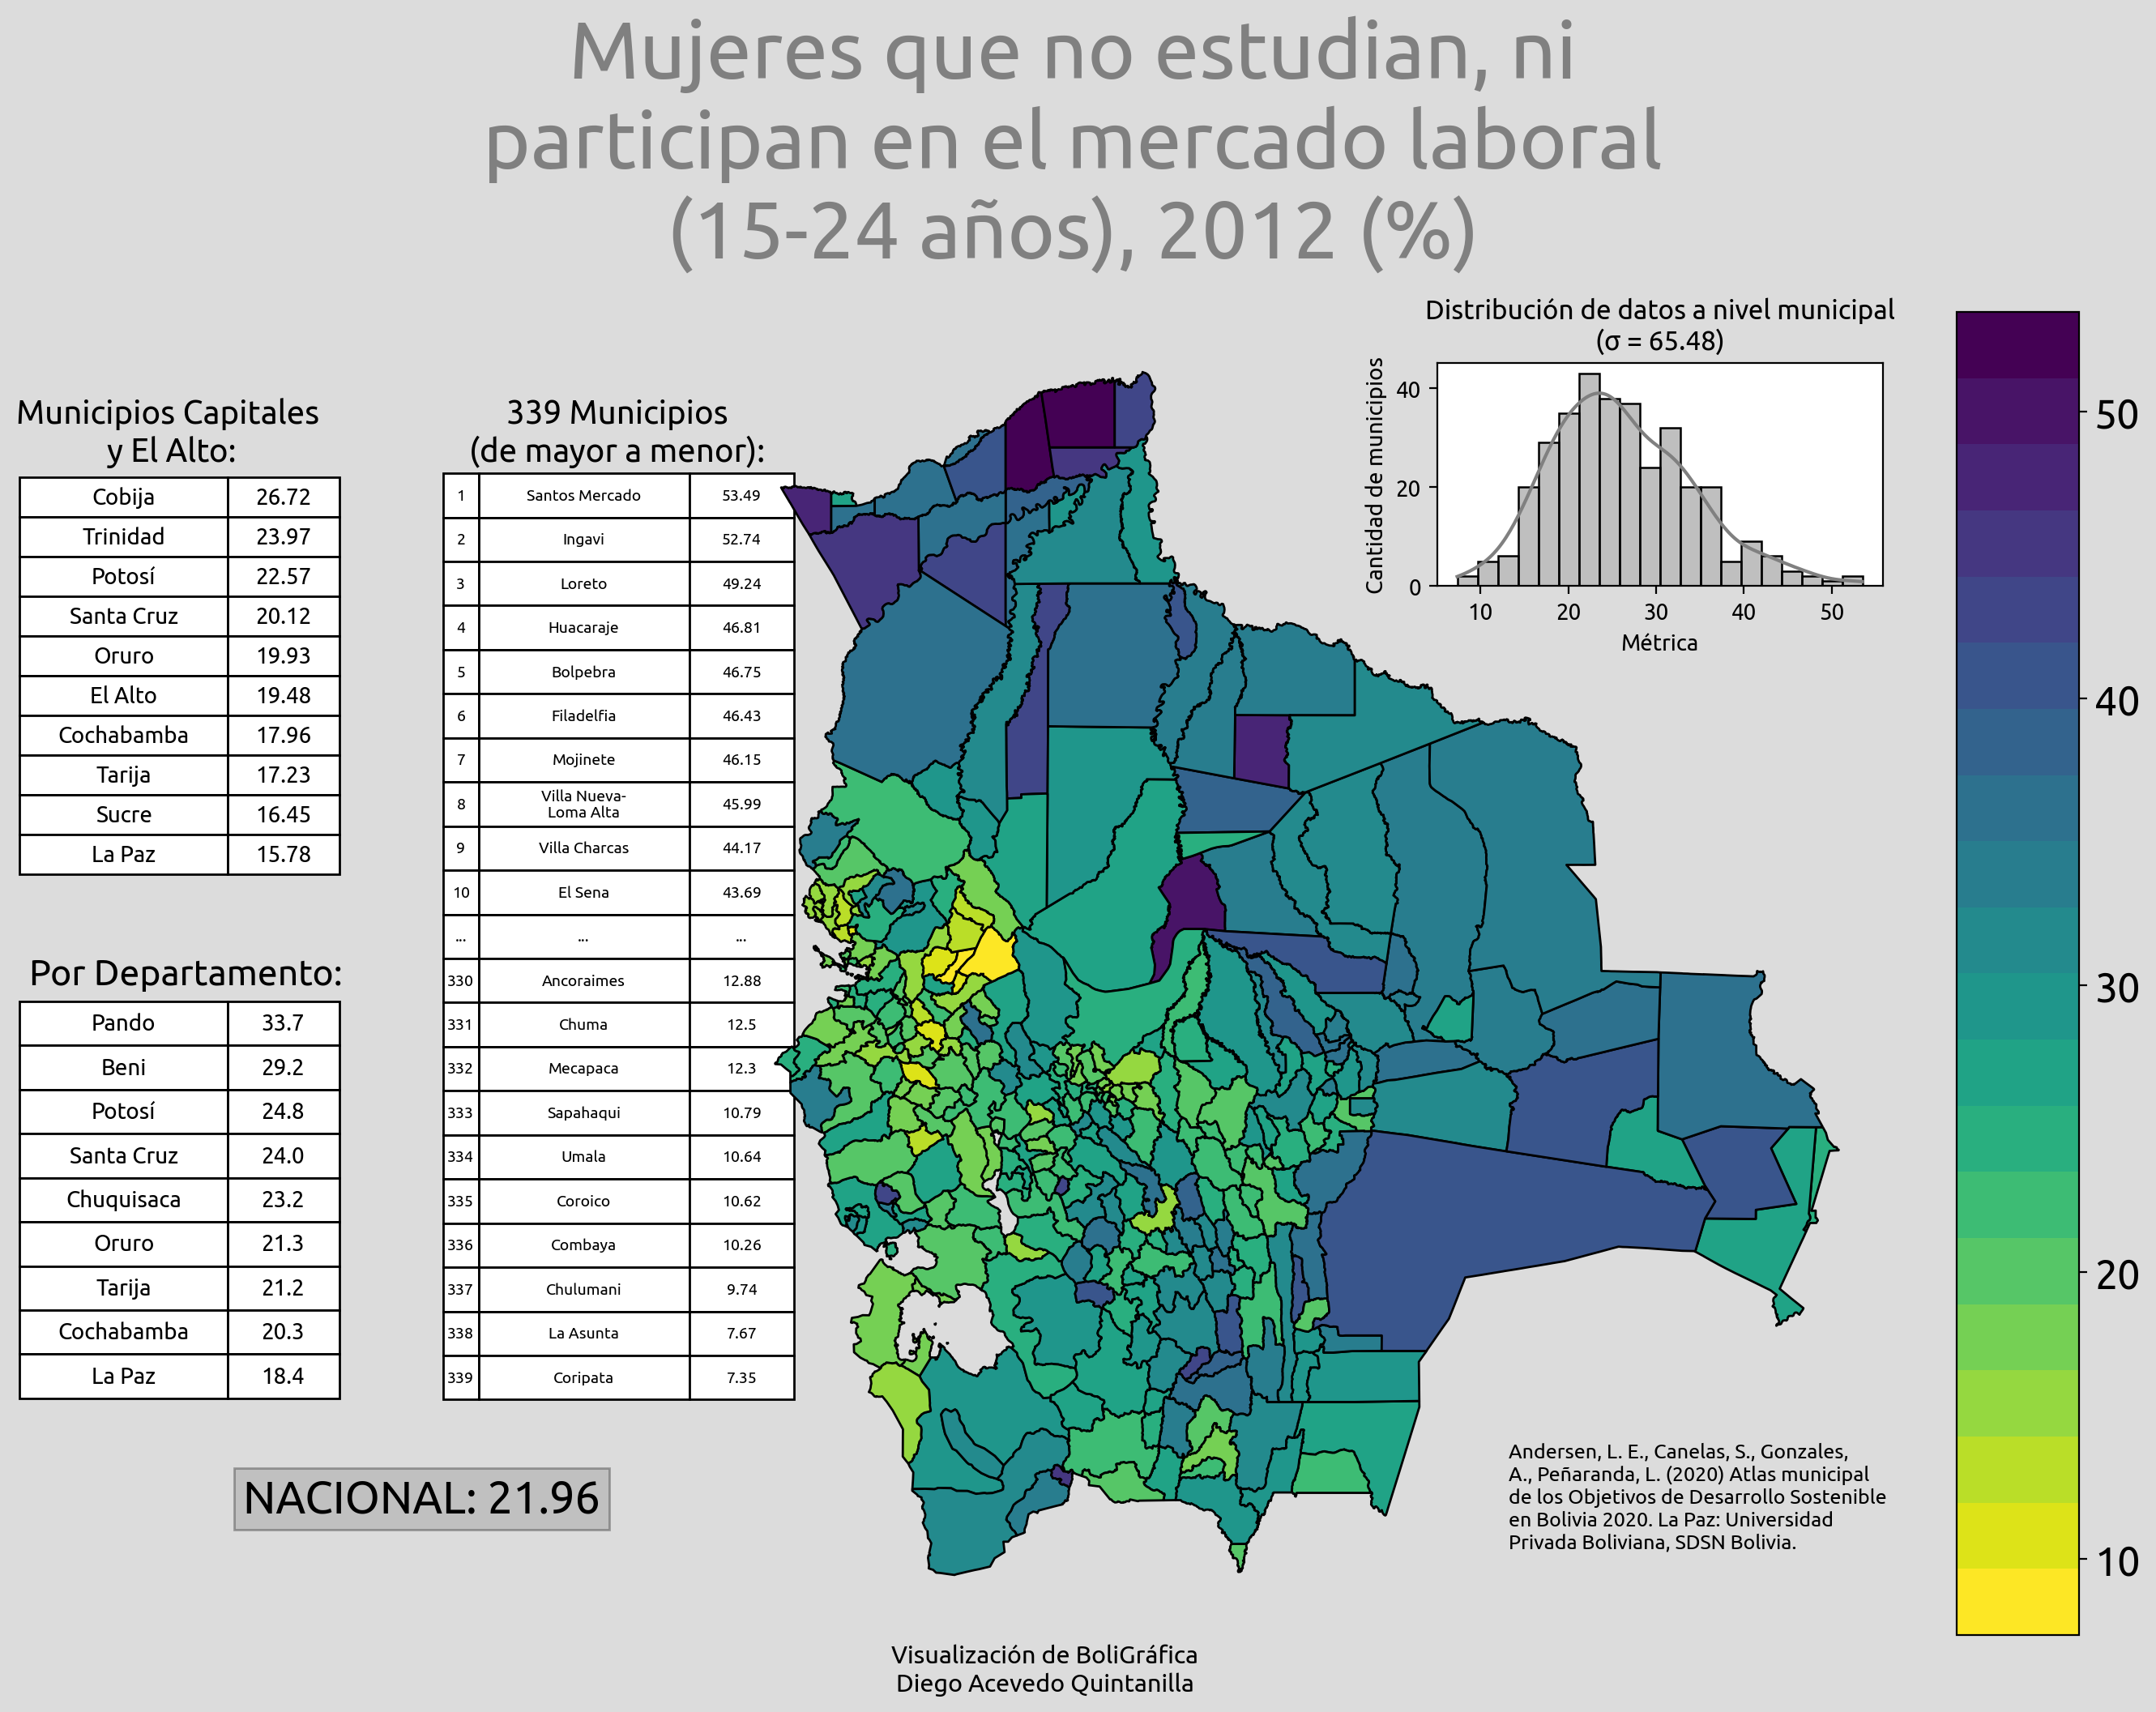 Mujeres que no estudian, ni
participan en el mercado laboral
(15-24 años), 2012 (%)
Municipios Capitales
y El Alto:
Cobija 26.72
Trinidad 23.97
Potosí 22.57
Santa Cruz 20.12
Oruro 19.93
El Alto 19.48
Cochabamba 17.96
Tarija 17.23
Sucre 16.45
La Paz 15.78
Por Departamento:
Pando 33.7
Beni 29.2
Potosí 24.8
Santa Cruz 24.0
Chuquisaca 23.2
Oruro 21.3
Tarija 21.2
Cochabamba 20.3
La Paz 18.4
NACIONAL: 21.96
339 Municipios
(de mayor a menor):
1 Santos Mercado 53.49
2 Ingavi 52.74
3 Loreto 49.24
4 Huacaraje 46.81
5 Bolpebra 46.75
6 Filadelfia 46.43
7 Mojinete 46.15
8 Villa Nueva-
Loma Alta 45.99
9 Villa Charcas 44.17
10 El Sena 43.69
... ... ...
330 Ancoraimes 12.88
331 Chuma 12.5
332 Mecapaca 12.3
333 Sapahaqui 10.79
334 Umala 10.64
335 Coroico 10.62
336 Combaya 10.26
337 Chulumani 9.74
338 La Asunta 7.67
339 Coripata 7.35
Distribución de datos a nivel municipal
(σ = 65.48)
Cantidad de municipios
40
20
0
10 20 30 40 50
Métrica
50
40
30
20
10
Andersen, L. E., Canelas, S., Gonzales,
A., Peñaranda, L. (2020) Atlas municipal
de los Objetivos de Desarrollo Sostenible
en Bolivia 2020. La Paz: Universidad
Privada Boliviana, SDSN Bolivia.
Visualización de BoliGráfica
Diego Acevedo Quintanilla